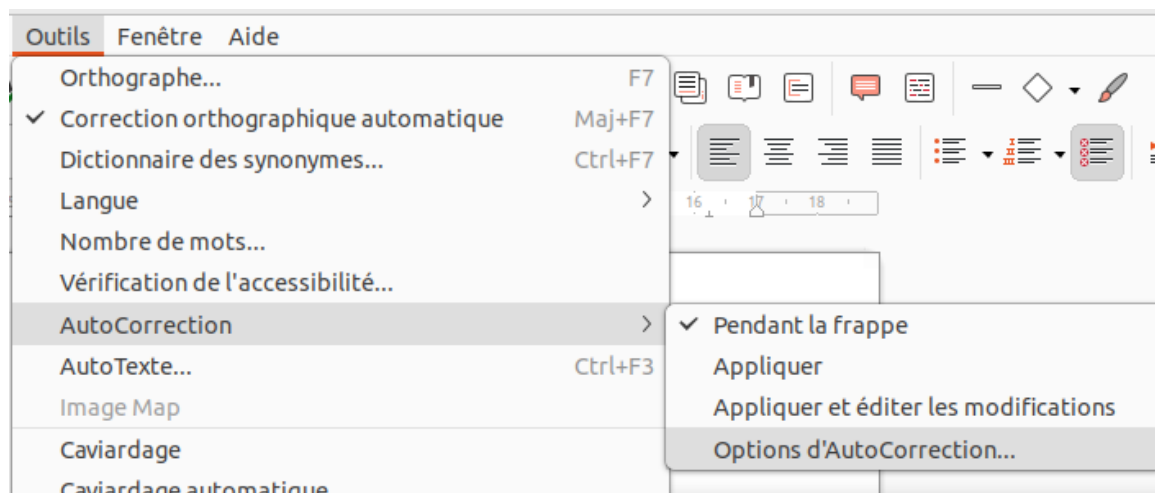 Outils Fenêtre Aide
Orthographe... F7
Correction orthographique automatique Maj+F7
Dictionnaire des synonymes... Ctrl+F7
Langue
16 17 18
Nombre de mots...
Vérification de l'accessibilité...
AutoCorrection
Pendant la frappe
AutoTexte... Ctrl+F3
Appliquer
Image Map
Appliquer et éditer les modifications
Caviardage
Options d'AutoCorrection...
Caviardage automatique